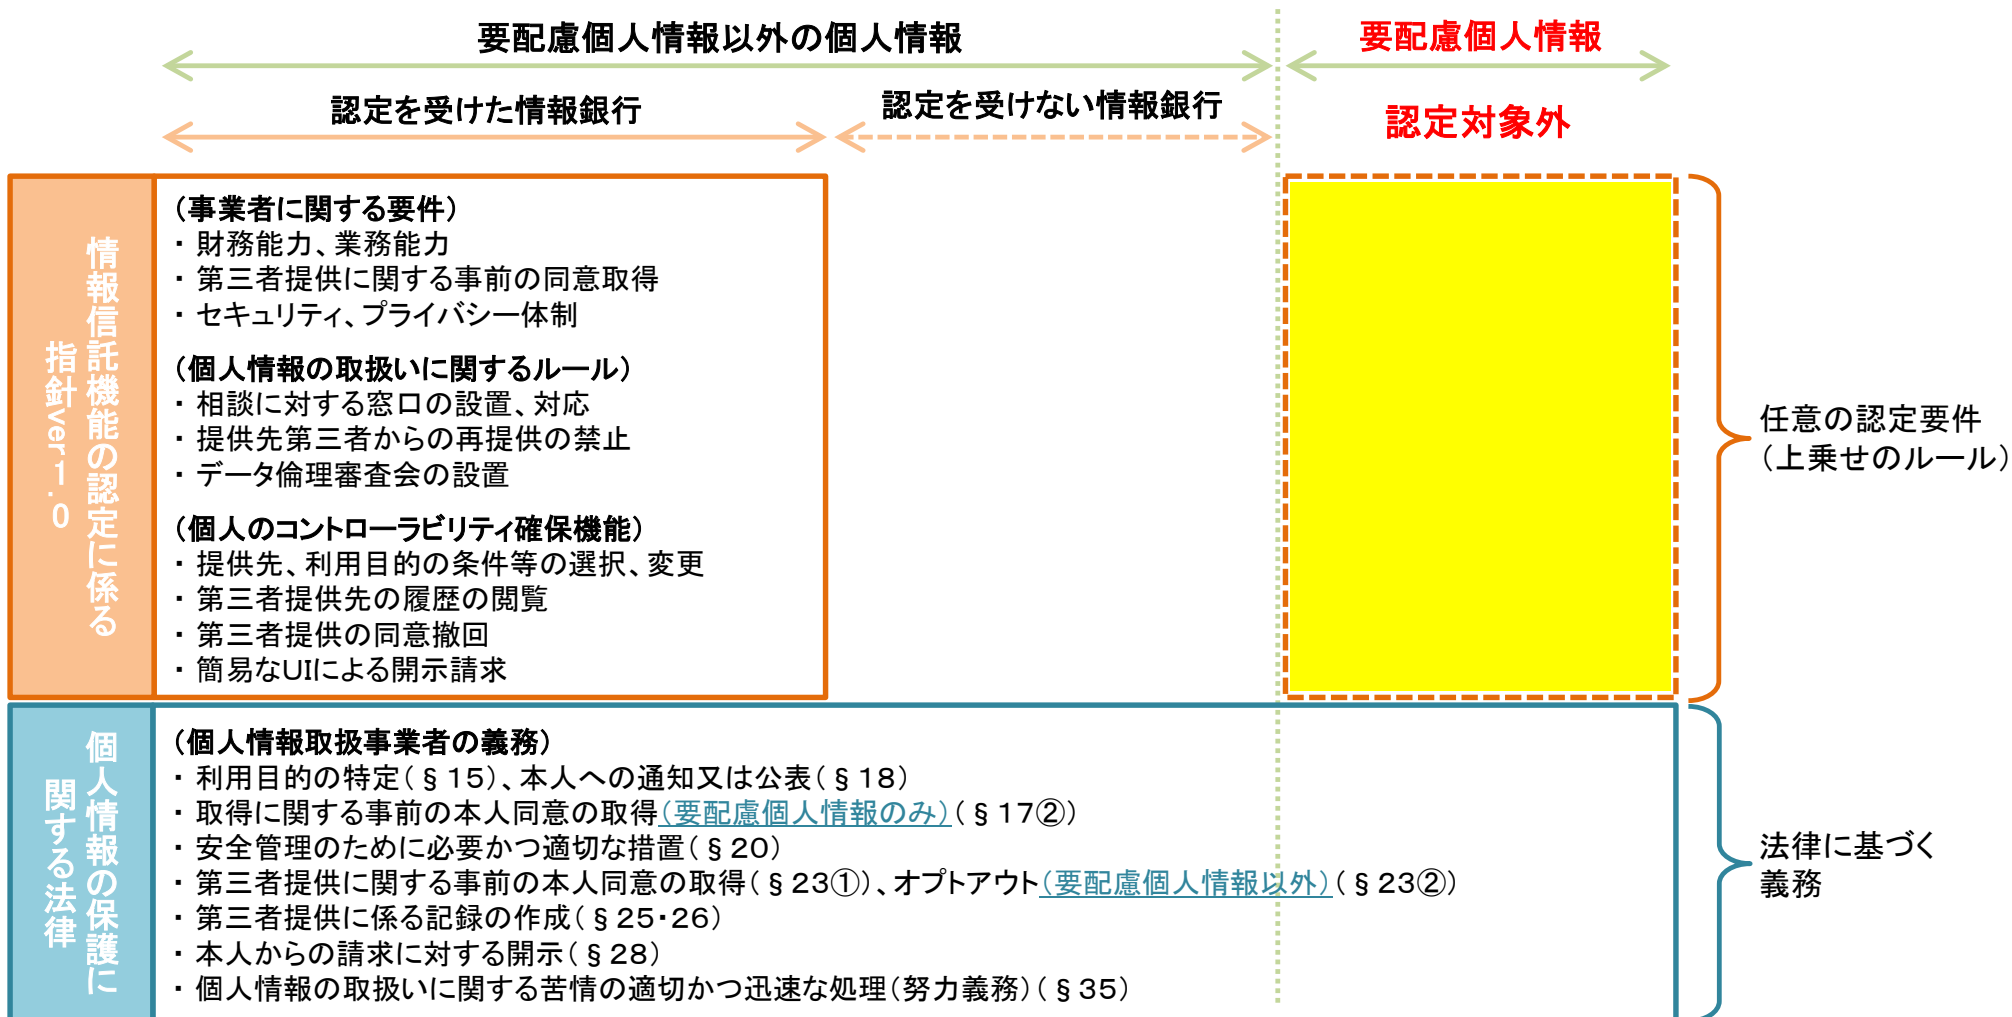 要配慮個人情報以外の個人情報
要配慮個人情報
認定を受けた情報銀行
認定を受けない情報銀行
認定対象外
情報信託機能の認定に係る
指針ver1.0
(事業者に関する要件)
・ 財務能力、業務能力
・ 第三者提供に関する事前の同意取得
・ セキュリティ、プライバシー体制
(個人情報の取扱いに関するルール)
・ 相談に対する窓口の設置、対応
・ 提供先第三者からの再提供の禁止
・ データ倫理審査会の設置
(個人のコントローラビリティ確保機能)
・ 提供先、利用目的の条件等の選択、変更
・ 第三者提供先の履歴の閲覧
・ 第三者提供の同意撤回
・ 簡易なUIによる開示請求
任意の認定要件
(上乗せのルール)
個人情報の保護に
関する法律
(個人情報取扱事業者の義務)
・ 利用目的の特定(§15)、本人への通知又は公表(§18)
・ 取得に関する事前の本人同意の取得(要配慮個人情報のみ)(§17②)
・ 安全管理のために必要かつ適切な措置(§20)
・ 第三者提供に関する事前の本人同意の取得(§23①)、オプトアウト(要配慮個人情報以外)(§23②)
・ 第三者提供に係る記録の作成(§25・26)
・ 本人からの請求に対する開示(§28)
・ 個人情報の取扱いに関する苦情の適切かつ迅速な処理(努力義務)(§35)
法律に基づく
義務